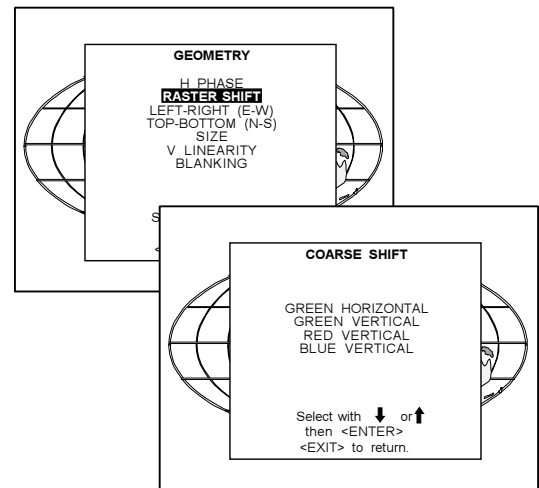 GEOMETRY
H PHASE
RASTER SHIFT
LEFT-RIGHT (E-W)
TOP-BOTTOM (N-S)
SIZE
V LINEARITY
BLANKING
S
<
COARSE SHIFT
GREEN HORIZONTAL
GREEN VERTICAL
RED VERTICAL
BLUE VERTICAL
Select with ⬇ or ⬆
then <ENTER>
<EXIT> to return.